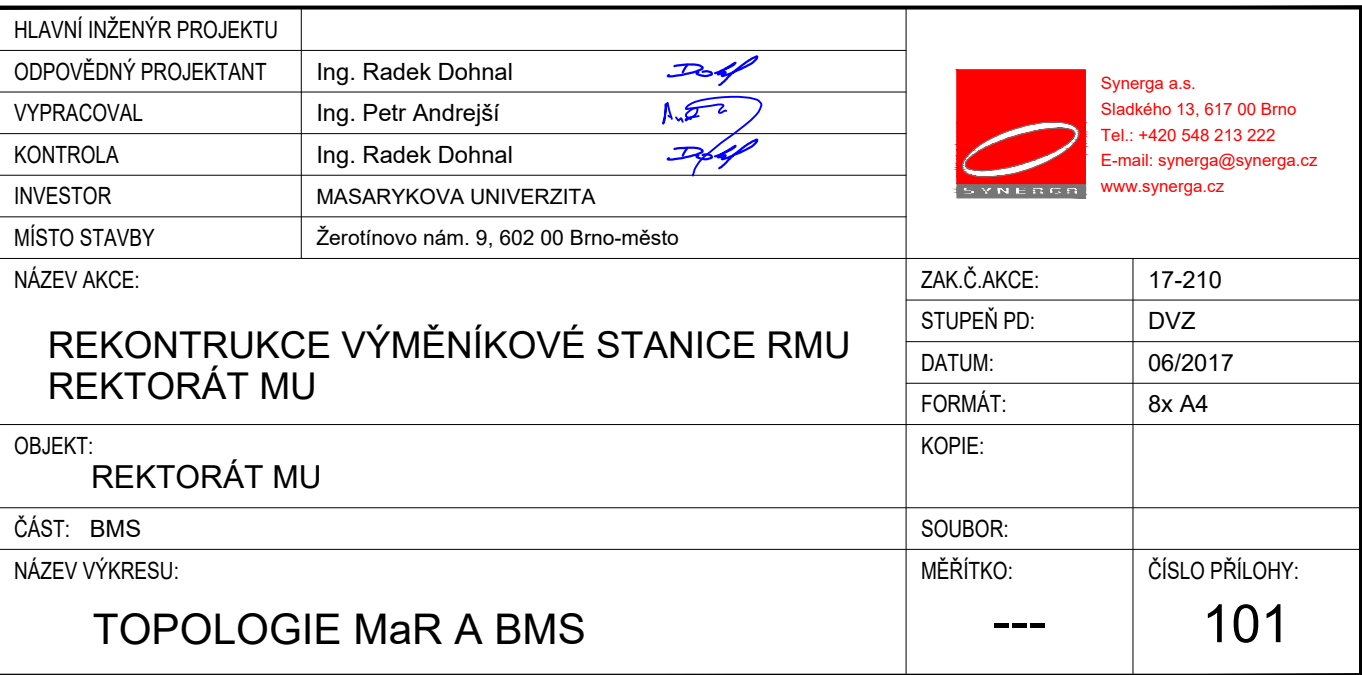 HLAVNÍ INŽENÝR PROJEKTU
ODPOVĚDNÝ PROJEKTANT Ing. Radek Dohnal
VYPRACOVAL Ing. Petr Andrejší
KONTROLA Ing. Radek Dohnal
INVESTOR MASARYKOVA UNIVERZITA
MÍSTO STAVBY Žerotínovo nám. 9, 602 00 Brno-město
SYNERGA
Synerga a.s.
Sladkého 13, 617 00 Brno
Tel.: +420 548 213 222
E-mail: synerga@synerga.cz
www.synerga.cz
NÁZEV AKCE:
REKONTRUKCE VÝMĚNÍKOVÉ STANICE RMU
REKTORÁT MU
ZAK.Č.AKCE: 17-210
STUPEŇ PD: DVZ
DATUM: 06/2017
FORMÁT: 8x A4
OBJEKT:
REKTORÁT MU
KOPIE:
ČÁST: BMS
SOUBOR:
NÁZEV VÝKRESU:
TOPOLOGIE MaR A BMS
MĚŘÍTKO:
---
ČÍSLO PŘÍLOHY:
101